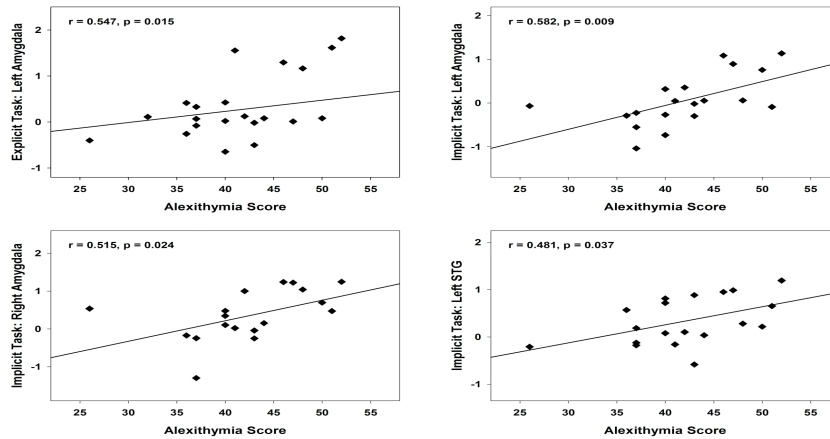 r = 0.547, p = 0.015
Explicit Task: Left Amygdala
2
1
0
-1
25 30 35 40 45 50 55
Alexithymia Score
r = 0.582, p = 0.009
Implicit Task: Left Amygdala
2
1
0
-1
25 30 35 40 45 50 55
Alexithymia Score
r = 0.515, p = 0.024
Implicit Task: Right Amygdala
2
1
0
-1
25 30 35 40 45 50 55
Alexithymia Score
r = 0.481, p = 0.037
Implicit Task: Left STG
2
1
0
-1
25 30 35 40 45 50 55
Alexithymia Score